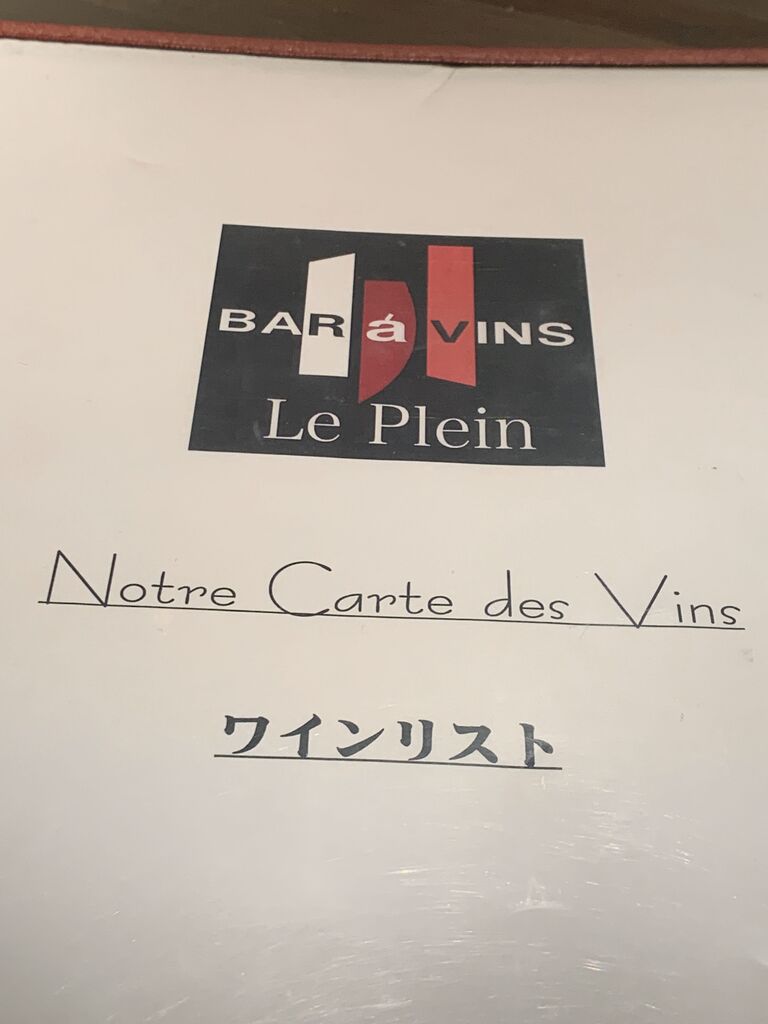 BAR á VINS
Le Plein
Notre Carte des Vins
ワインリスト